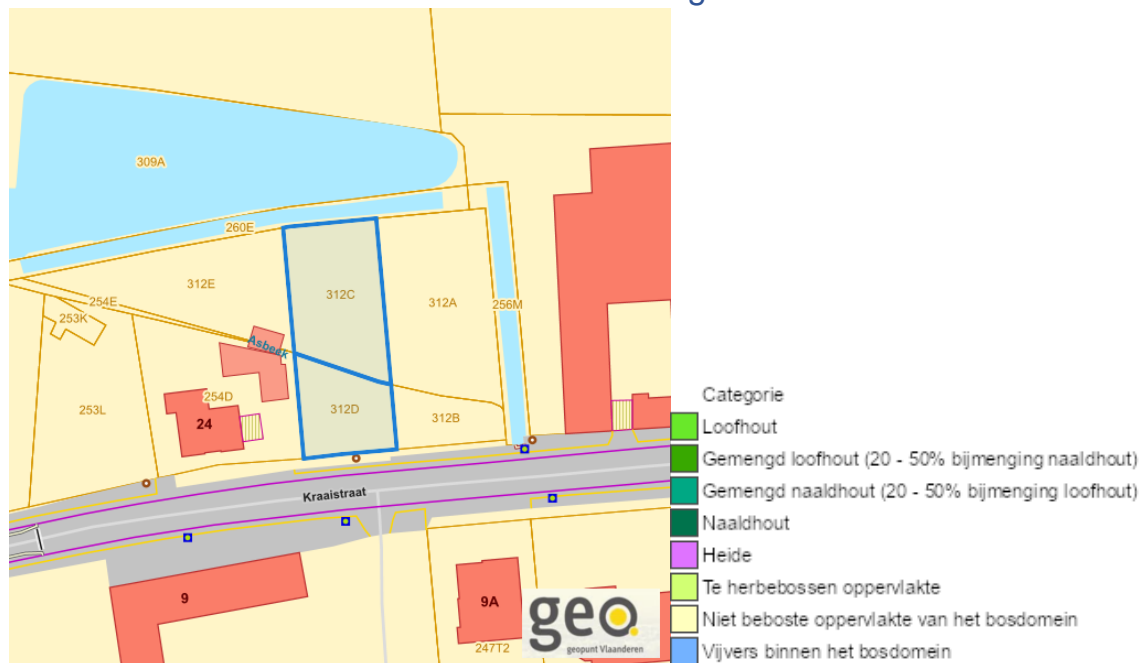 309A
260E
312E
312C
312A
254E
256M
253K
Asbeek
254D
253L
24
312D
312B
Kraaistraat
9
9A
247T2
geo.
geopunt Vlaanderen
Categorie
Loofhout
Gemengd loofhout (20 - 50% bijmenging naaldhout)
Gemengd naaldhout (20 - 50% bijmenging loofhout)
Naaldhout
Heide
Te herbebossen oppervlakte
Niet beboste oppervlakte van het bosdomein
Vijvers binnen het bosdomein